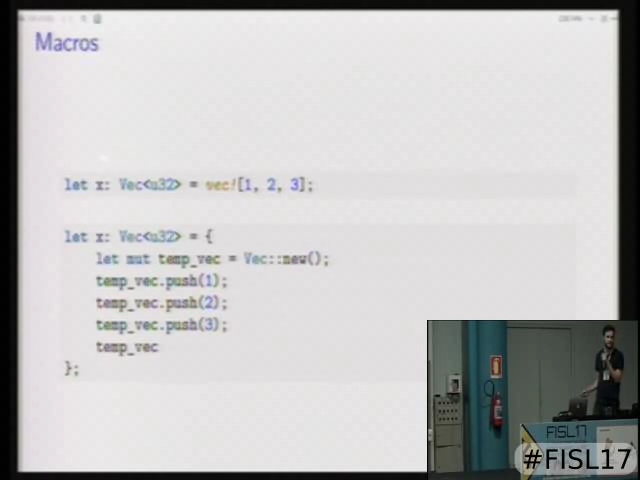 Macros
let x: Vec<u32> = vec![1, 2, 3];
let x: Vec<u32> = {
let mut temp_vec = Vec::new();
temp_vec.push(1);
temp_vec.push(2);
temp_vec.push(3);
temp_vec
};
FISL17
#FISL17